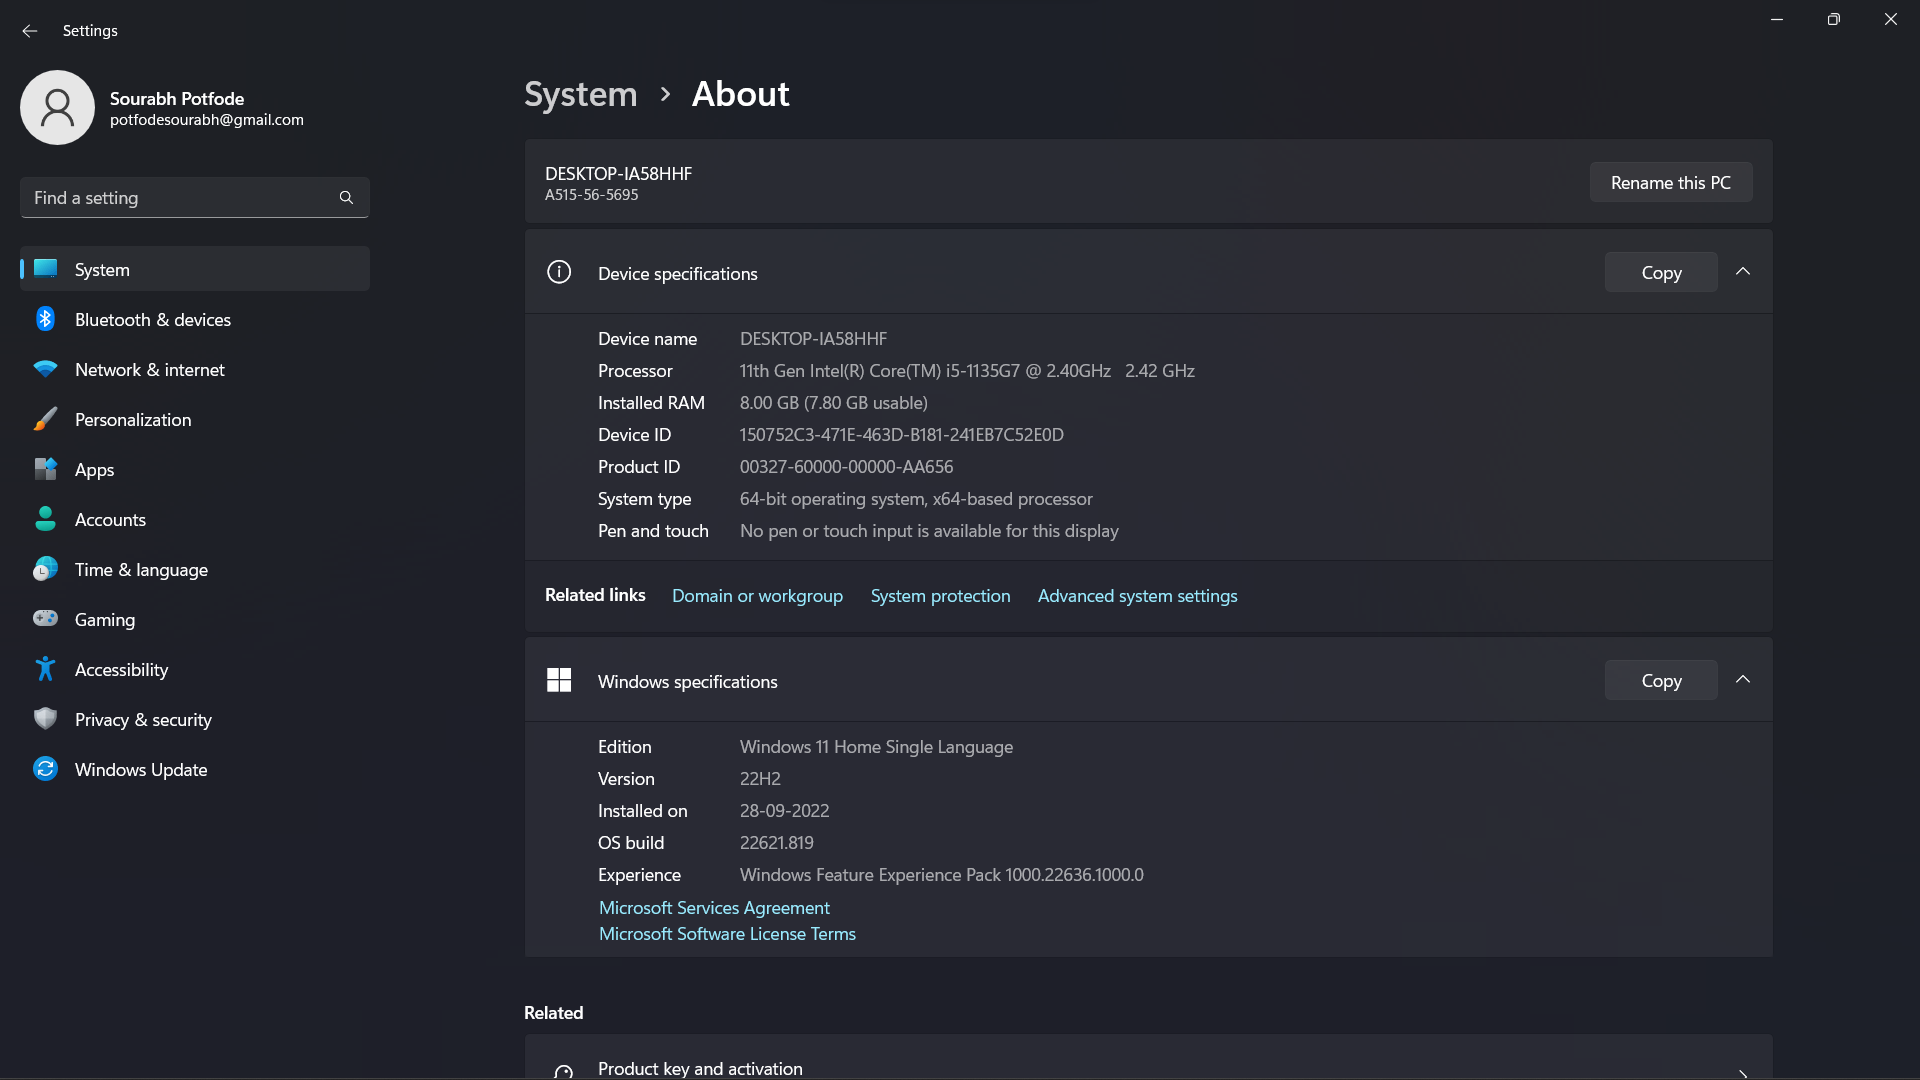 Settings
Sourabh Potfode
potfodesourabh@gmail.com
Find a setting
System
Bluetooth & devices
Network & internet
Personalization
Apps
Accounts
Time & language
Gaming
Accessibility
Privacy & security
Windows Update
System > About
DESKTOP-IA58HHF
A515-56-5695
Rename this PC
Device specifications
Copy
Device name DESKTOP-IA58HHF
Processor 11th Gen Intel(R) Core(TM) i5-1135G7 @ 2.40GHz 2.42 GHz
Installed RAM 8.00 GB (7.80 GB usable)
Device ID 150752C3-471E-463D-B181-241EB7C52E0D
Product ID 00327-60000-00000-AA656
System type 64-bit operating system, x64-based processor
Pen and touch No pen or touch input is available for this display
Related links Domain or workgroup System protection Advanced system settings
Windows specifications
Copy
Edition Windows 11 Home Single Language
Version 22H2
Installed on 28-09-2022
OS build 22621.819
Experience Windows Feature Experience Pack 1000.22636.1000.0
Microsoft Services Agreement
Microsoft Software License Terms
Related
Product key and activation